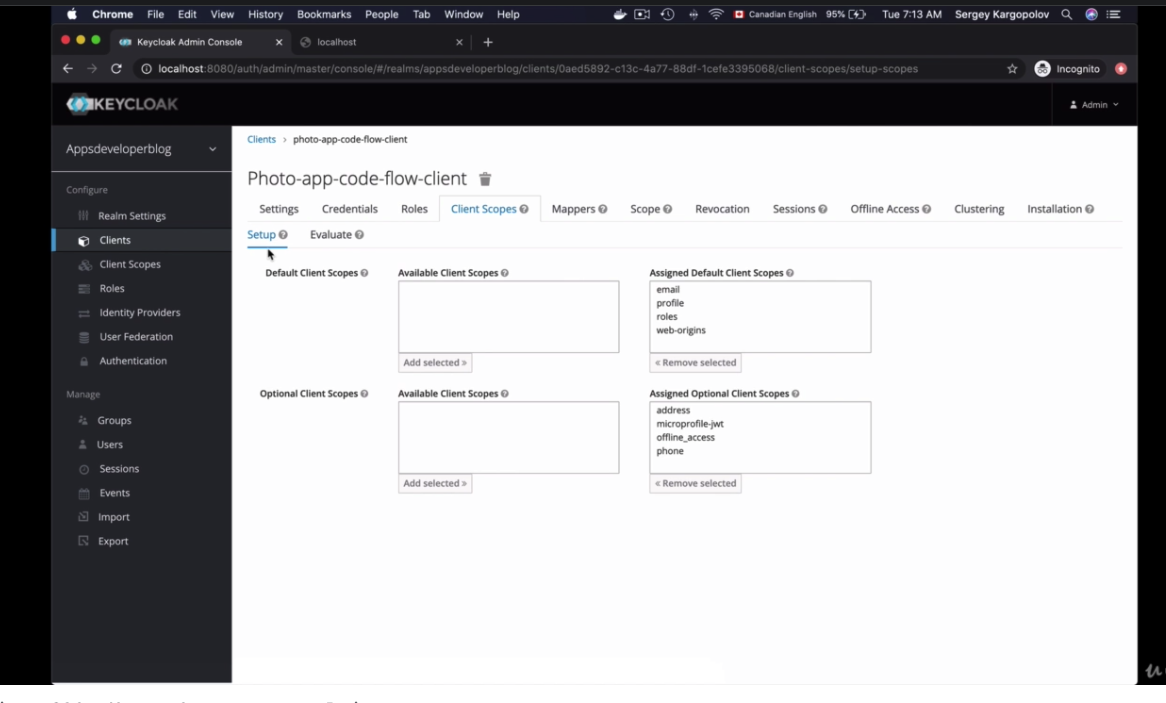 Chrome File Edit View History Bookmarks People Tab Window Help Canadian English 95% Tue 7:13 AM Sergey Kargopolov
Keycloak Admin Console × localhost × +
localhost:8080/auth/admin/master/console/#/realms/appsdeveloperblog/clients/0aed5892-c13c-4a77-88df-1cefe3395068/client-scopes/setup-scopes Incognito
KEYCLOAK Admin
Appsdeveloperblog
Clients > photo-app-code-flow-client
Photo-app-code-flow-client
Configure
Realm Settings
Clients
Client Scopes
Roles
Identity Providers
User Federation
Authentication
Manage
Groups
Users
Sessions
Events
Import
Export
Settings Credentials Roles Client Scopes Mappers Scope Revocation Sessions Offline Access Clustering Installation
Setup Evaluate
Default Client Scopes Available Client Scopes Assigned Default Client Scopes
email
profile
roles
web-origins
Add selected » « Remove selected
Optional Client Scopes Available Client Scopes Assigned Optional Client Scopes
address
microprofile-jwt
offline_access
phone
Add selected » « Remove selected